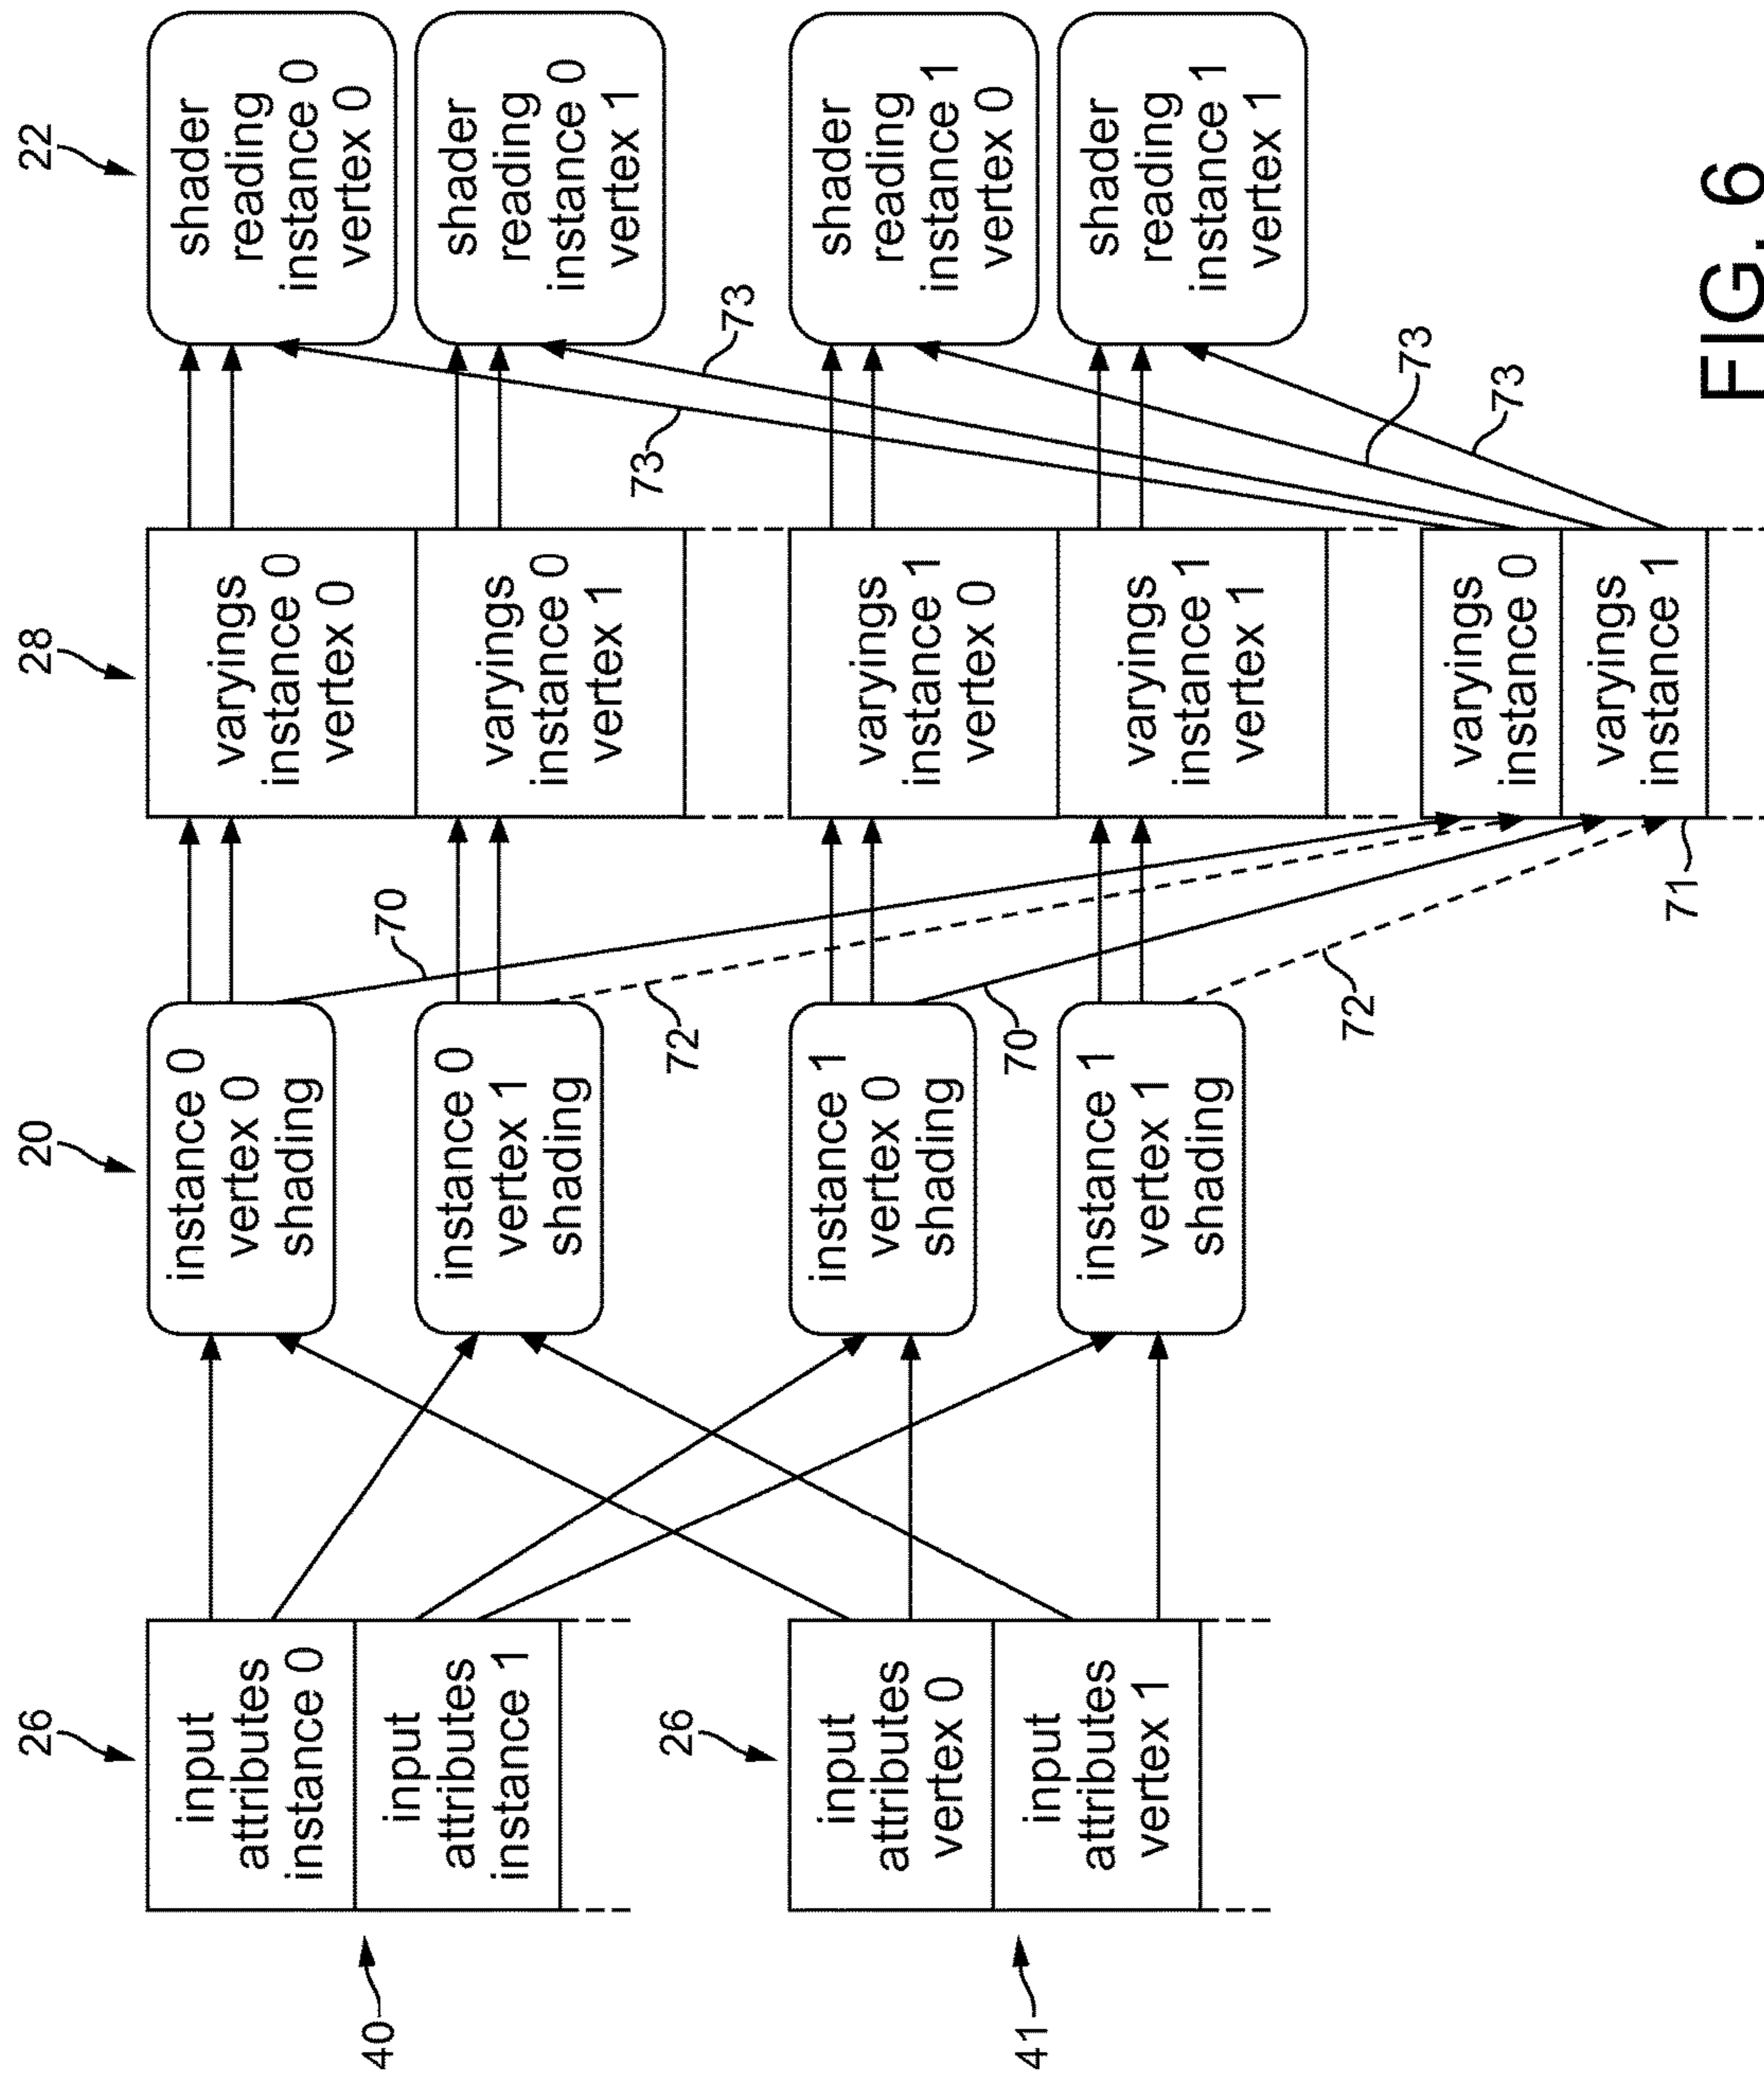 26
20
28
22
input
attributes
instance 0
input
attributes
instance 1
40
instance 0
vertex 0
shading
instance 0
vertex 1
shading
70
72
varyings
instance 0
vertex 0
varyings
instance 0
vertex 1
shader
reading
instance 0
vertex 0
shader
reading
instance 0
vertex 1
73
73
26
input
attributes
vertex 0
input
attributes
vertex 1
41
instance 1
vertex 0
shading
instance 1
vertex 1
shading
70
72
varyings
instance 1
vertex 0
varyings
instance 1
vertex 1
shader
reading
instance 1
vertex 0
shader
reading
instance 1
vertex 1
73
73
varyings
instance 0
varyings
instance 1
71
FIG. 6